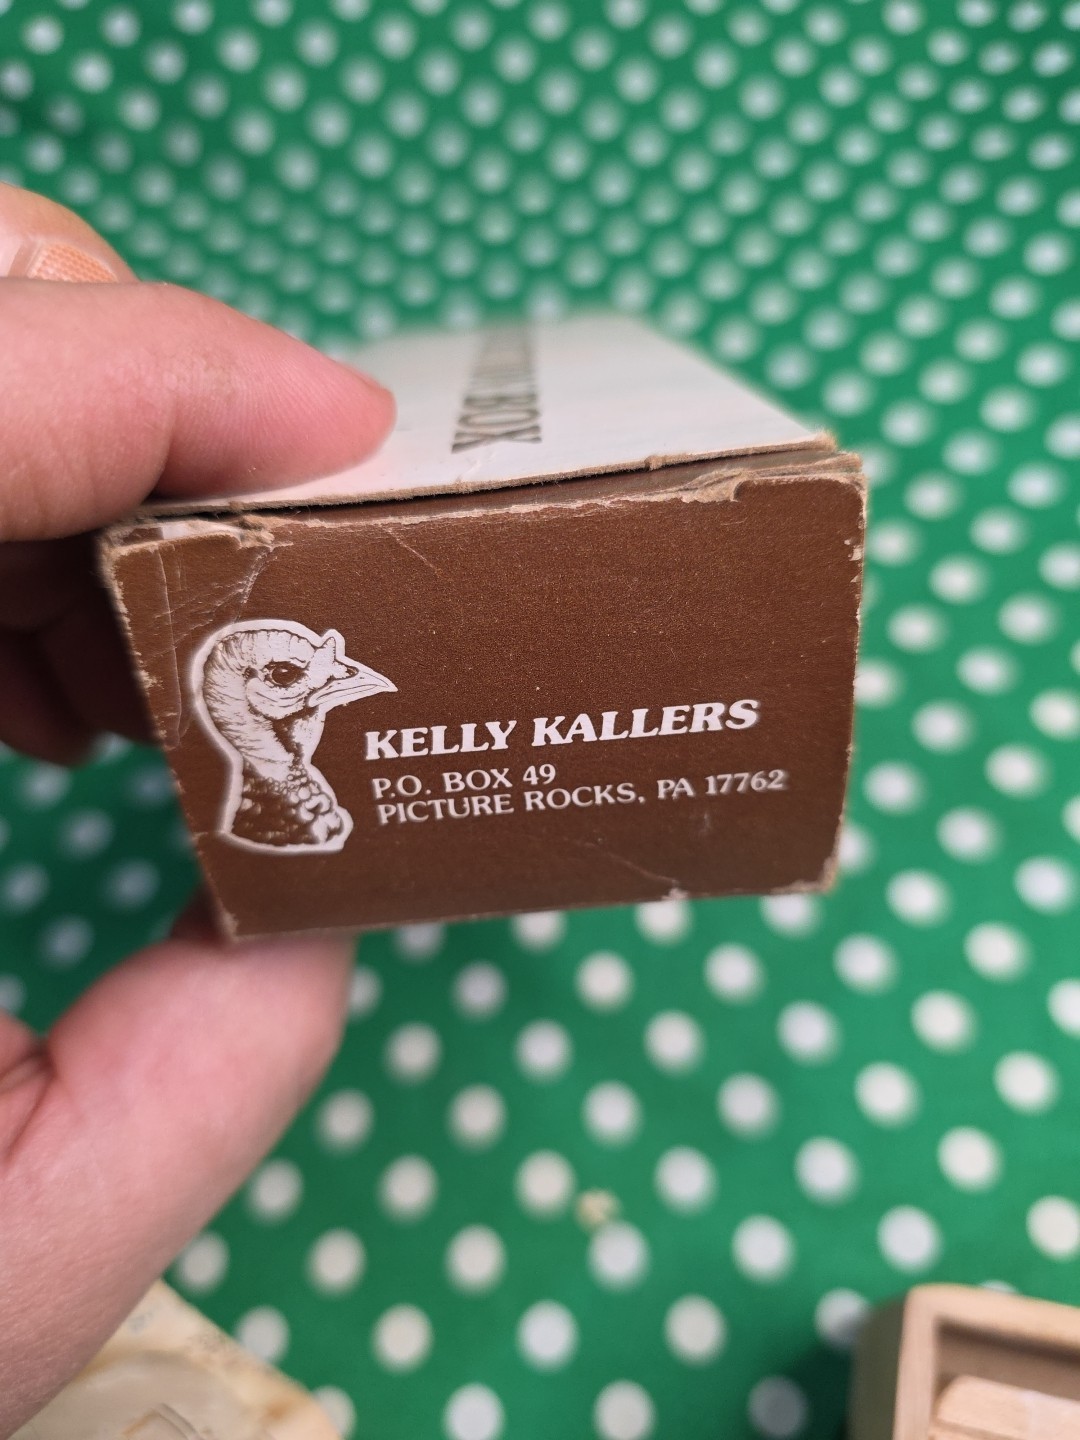 BOX
KELLY KALLERS
P.O. BOX 49
PICTURE ROCKS, PA 17762